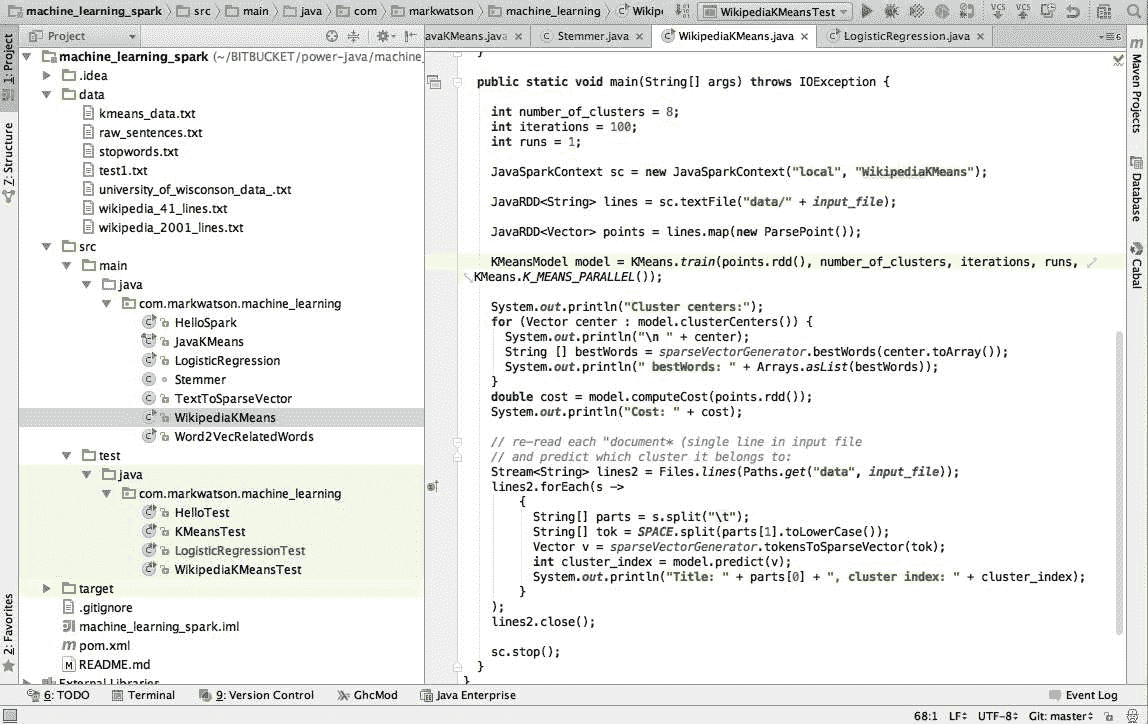 machine_learning_spark src main java com markwatson machine_learning Wikip WikipediaKMeansTest
Project
avaKMeans.java Stemmer.java WikipediaKMeans.java LogisticRegression.java
1: Project
Z: Structure
2: Favorites
machine_learning_spark (~/BITBUCKET/power-java/machine_
.idea
data
kmeans_data.txt
raw_sentences.txt
stopwords.txt
test1.txt
university_of_wisconson_data_.txt
wikipedia_41_lines.txt
wikipedia_2001_lines.txt
src
main
java
com.markwatson.machine_learning
HelloSpark
JavaKMeans
LogisticRegression
Stemmer
TextToSparseVector
WikipediaKMeans
Word2VecRelatedWords
test
java
com.markwatson.machine_learning
HelloTest
KMeansTest
LogisticRegressionTest
WikipediaKMeansTest
target
.gitignore
machine_learning_spark.iml
pom.xml
README.md
External Libraries
}
public static void main(String[] args) throws IOException {
int number_of_clusters = 8;
int iterations = 100;
int runs = 1;
JavaSparkContext sc = new JavaSparkContext("local", "WikipediaKMeans");
JavaRDD<String> lines = sc.textFile("data/" + input_file);
JavaRDD<Vector> points = lines.map(new ParsePoint());
KMeansModel model = KMeans.train(points.rdd(), number_of_clusters, iterations, runs,
KMeans.K_MEANS_PARALLEL());
System.out.println("Cluster centers:");
for (Vector center : model.clusterCenters()) {
System.out.println("\n " + center);
String [] bestWords = sparseVectorGenerator.bestWords(center.toArray());
System.out.println(" bestWords: " + Arrays.asList(bestWords));
}
double cost = model.computeCost(points.rdd());
System.out.println("Cost: " + cost);
// re-read each "document* (single line in input file
// and predict which cluster it belongs to:
Stream<String> lines2 = Files.lines(Paths.get("data", input_file));
lines2.forEach(s ->
{
String[] parts = s.split("\t");
String[] tok = SPACE.split(parts[1].toLowerCase());
Vector v = sparseVectorGenerator.tokensToSparseVector(tok);
int cluster_index = model.predict(v);
System.out.println("Title: " + parts[0] + ", cluster index: " + cluster_index);
}
);
lines2.close();
sc.stop();
}
}
Maven Projects
Database
Cabal
6: TODO Terminal 9: Version Control GhcMod Java Enterprise Event Log
68:1 LF UTF-8 Git: master